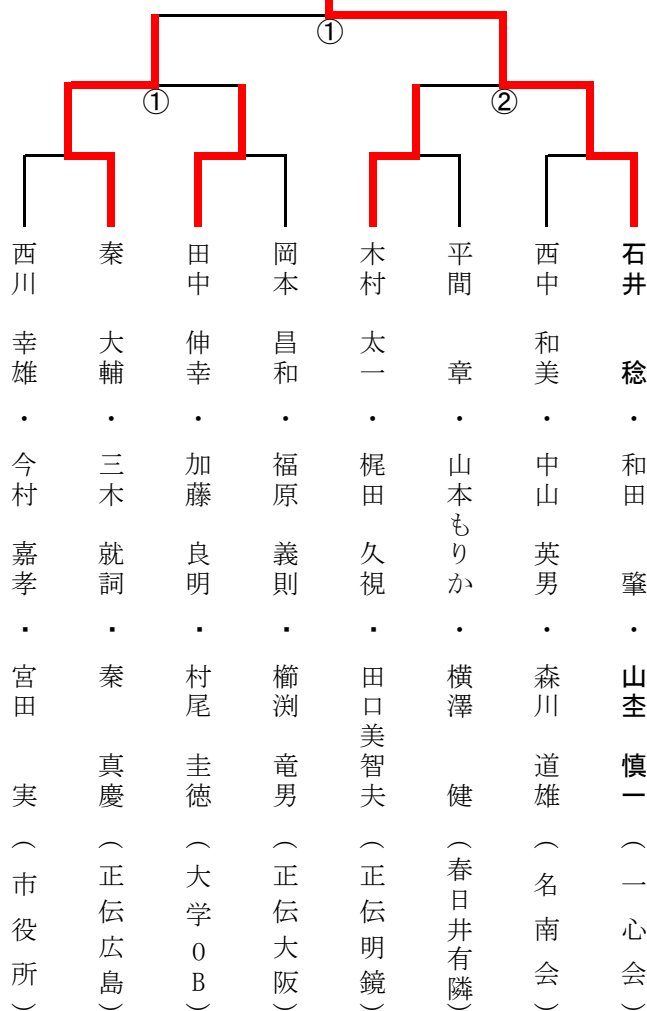 ①
①
②
西川 幸雄・今村 嘉孝・宮田 実(市役所)
秦 大輔・三木 就詞・秦 真慶(正伝広島)
田中 伸幸・加藤 良明・村尾 圭徳(大学OB)
岡本 昌和・福原 義則・櫛渕 竜男(正伝大阪)
木村 太一・梶田 久視・田口美智夫(正伝明鏡)
平間 章・山本もりか・横澤 健(春日井有隣)
西中 和美・中山 英男・森川 道雄(名南会)
石井 稔・和田 肇・山杢 慎一(一心会)